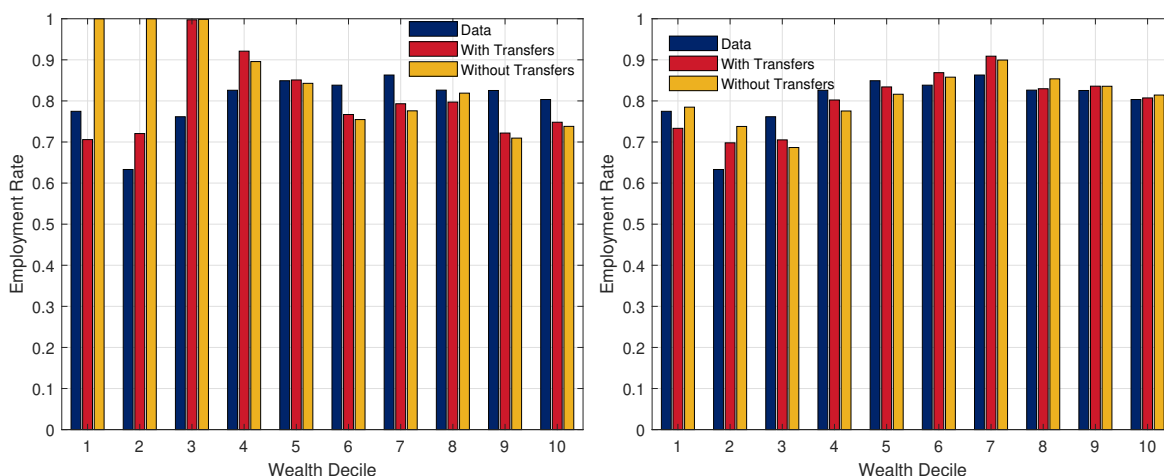 1
0.9
0.8
0.7
0.6
0.5
0.4
0.3
0.2
0.1
0
Employment Rate
Data
With Transfers
Without Transfers
1 2 3 4 5 6 7 8 9 10
Wealth Decile
1
0.9
0.8
0.7
0.6
0.5
0.4
0.3
0.2
0.1
0
Employment Rate
Data
With Transfers
Without Transfers
1 2 3 4 5 6 7 8 9 10
Wealth Decile